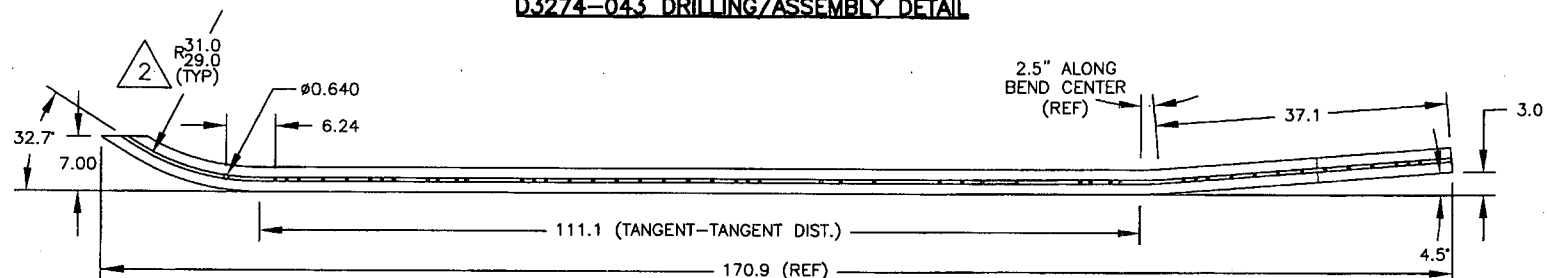 D3274-043 DRILLING/ASSEMBLY DETAIL
2
R31.0
29.0
(TYP)
ø0.640
6.24
32.7°
7.00
2.5" ALONG
BEND CENTER
(REF)
37.1
3.0
111.1 (TANGENT-TANGENT DIST.)
4.5°
170.9 (REF)